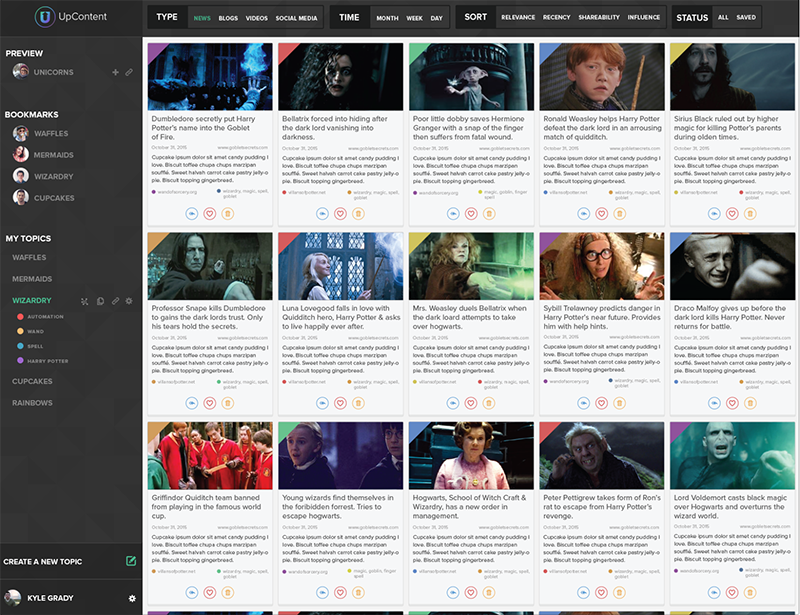 UpContent
TYPE NEWS BLOGS VIDEOS SOCIAL MEDIA
TIME MONTH WEEK DAY
SORT RELEVANCE RECENCY SHAREABILITY INFLUENCE
STATUS ALL SAVED
PREVIEW
UNICORNS
BOOKMARKS
WAFFLES
MERMAIDS
WIZARDRY
CUPCAKES
MY TOPICS
WAFFLES
MERMAIDS
WIZARDRY
AUTOMATION
WAND
SPELL
HARRY POTTER
CUPCAKES
RAINBOWS
CREATE A NEW TOPIC
KYLE GRADY
Dumbledore secretly put Harry
Potter's name into the Goblet
of Fire.
October 31, 2015 www.gobletsecrets.com
Cupcake ipsum dolor sit amet candy pudding I
love. Biscuit toffee chupa chups marzipan
soufflé. Sweet halvah carrot cake pastry jelly-o
pie. Biscuit topping gingerbread.
wandsforsorry.org
wizardry, magic, spell,
goblet
Bellatrix forced into hiding after
the dark lord vanishing into
darkness.
October 31, 2015 www.gobletsecrets.com
Cupcake ipsum dolor sit amet candy pudding I
love. Biscuit toffee chupa chups marzipan
soufflé. Sweet halvah carrot cake pastry jelly-o
pie. Biscuit topping gingerbread.
villansofpotter.net
wizardry, magic, spell,
goblet
Poor little dobby saves Hermione
Granger with a snap of the finger
then suffers from fatal wound.
October 31, 2015 www.gobletsecrets.com
Cupcake ipsum dolor sit amet candy pudding I
love. Biscuit toffee chupa chups marzipan
soufflé. Sweet halvah carrot cake pastry jelly-o
pie. Biscuit topping gingerbread.
wandsforsorry.org
magic, goblin, finger
spell
Ronald Weasley helps Harry Potter
defeat the dark lord in an arrousing
match of quidditch.
October 31, 2015 www.gobletsecrets.com
Cupcake ipsum dolor sit amet candy pudding I
love. Biscuit toffee chupa chups marzipan
soufflé. Sweet halvah carrot cake pastry jelly-o
pie. Biscuit topping gingerbread.
villansofpotter.net
wizardry, magic, spell,
goblet
Sirius Black ruled out by higher
magic for killing Potter's parents
during olden times.
October 31, 2015 www.gobletsecrets.com
Cupcake ipsum dolor sit amet candy pudding I
love. Biscuit toffee chupa chups marzipan
soufflé. Sweet halvah carrot cake pastry jelly-o
pie. Biscuit topping gingerbread.
villansofpotter.net
wizardry, magic, spell,
goblet
Professor Snape kills Dumbledore
to gains the dark lords trust. Only
his tears hold the secrets.
October 31, 2015 www.gobletsecrets.com
Cupcake ipsum dolor sit amet candy pudding I
love. Biscuit toffee chupa chups marzipan
soufflé. Sweet halvah carrot cake pastry jelly-o
pie. Biscuit topping gingerbread.
villansofpotter.net
wizardry, magic, spell,
goblet
Luna Lovegood falls in love with
Quidditch hero, Harry Potter & asks
to live happily ever after.
October 31, 2015 www.gobletsecrets.com
Cupcake ipsum dolor sit amet candy pudding I
love. Biscuit toffee chupa chups marzipan
soufflé. Sweet halvah carrot cake pastry jelly-o
pie. Biscuit topping gingerbread.
villansofpotter.net
wizardry, magic, spell,
goblet
Mrs. Weasley duels Bellatrix when
the dark loard attempts to take
over hogwarts.
October 31, 2015 www.gobletsecrets.com
Cupcake ipsum dolor sit amet candy pudding I
love. Biscuit toffee chupa chups marzipan
soufflé. Sweet halvah carrot cake pastry jelly-o
pie. Biscuit topping gingerbread.
villansofpotter.net
wizardry, magic, spell,
goblet
Sybill Trelawney predicts danger in
Harry Potter's near future. Provides
him with help hints.
October 31, 2015 www.gobletsecrets.com
Cupcake ipsum dolor sit amet candy pudding I
love. Biscuit toffee chupa chups marzipan
soufflé. Sweet halvah carrot cake pastry jelly-o
pie. Biscuit topping gingerbread.
wandsforsorry.org
wizardry, magic, spell,
goblet
Draco Malfoy gives up before the
dark lord kills Harry. Never
returns for battle.
October 31, 2015 www.gobletsecrets.com
Cupcake ipsum dolor sit amet candy pudding I
love. Biscuit toffee chupa chups marzipan
soufflé. Sweet halvah carrot cake pastry jelly-o
pie. Biscuit topping gingerbread.
villansofpotter.net
wizardry, magic, spell,
goblet
Griffindor Quiditch team banned
from playing in the famous world
cup.
October 31, 2015 www.gobletsecrets.com
Cupcake ipsum dolor sit amet candy pudding I
love. Biscuit toffee chupa chups marzipan
soufflé. Sweet halvah carrot cake pastry jelly-o
pie. Biscuit topping gingerbread.
villansofpotter.net
wizardry, magic, spell,
goblet
Young wizards find themselves in
the foribidden forrest. Tries to
escape hogwarts.
October 31, 2015 www.gobletsecrets.com
Cupcake ipsum dolor sit amet candy pudding I
love. Biscuit toffee chupa chups marzipan
soufflé. Sweet halvah carrot cake pastry jelly-o
pie. Biscuit topping gingerbread.
wandsforsorry.org
magic, goblin, finger
spell
Hogwarts, School of Witch Craft &
Wizardry, has a new order in
management.
October 31, 2015 www.gobletsecrets.com
Cupcake ipsum dolor sit amet candy pudding I
love. Biscuit toffee chupa chups marzipan
soufflé. Sweet halvah carrot cake pastry jelly-o
pie. Biscuit topping gingerbread.
villansofpotter.net
wizardry, magic, spell,
goblet
Peter Pettigrew takes form of Ron's
rat to escape from Harry Potter's
revenge.
October 31, 2015 www.gobletsecrets.com
Cupcake ipsum dolor sit amet candy pudding I
love. Biscuit toffee chupa chups marzipan
soufflé. Sweet halvah carrot cake pastry jelly-o
pie. Biscuit topping gingerbread.
villansofpotter.net
wizardry, magic, spell,
goblet
Lord Voldemort casts black magic
over Hogwarts and overturns the
wizard world.
October 31, 2015 www.gobletsecrets.com
Cupcake ipsum dolor sit amet candy pudding I
love. Biscuit toffee chupa chups marzipan
soufflé. Sweet halvah carrot cake pastry jelly-o
pie. Biscuit topping gingerbread.
wandsforsorry.org
wizardry, magic, spell,
goblet